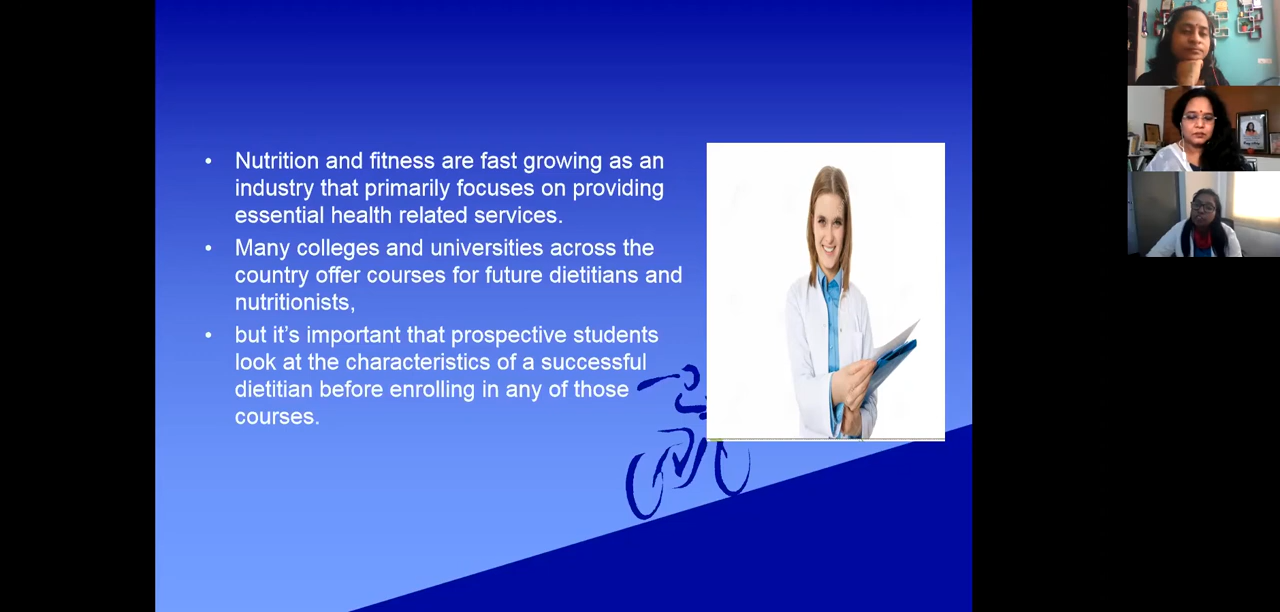 Nutrition and fitness are fast growing as an
industry that primarily focuses on providing
essential health related services.
Many colleges and universities across the
country offer courses for future dietitians and
nutritionists,
but it’s important that prospective students
look at the characteristics of a successful
dietitian before enrolling in any of those
courses.